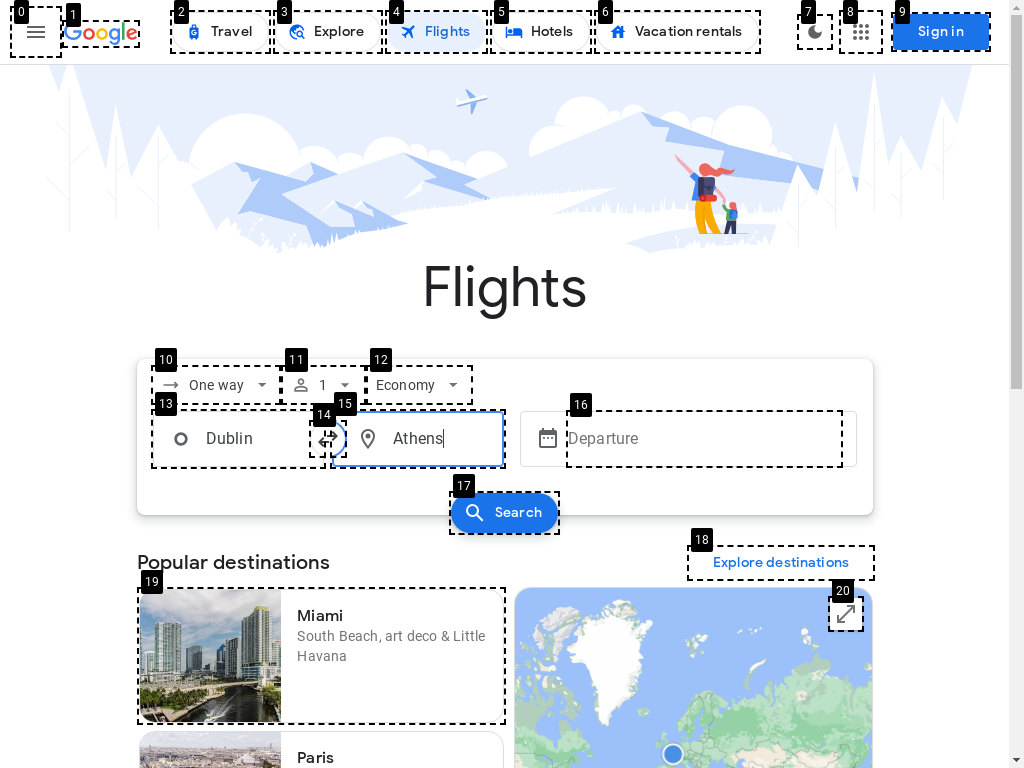 0
1
2
3
4
5
6
7
8
9
Google
Travel
Explore
Flights
Hotels
Vacation rentals
Sign in
Flights
10
11
12
One way
1
Economy
13
14
15
16
Dublin
Athens
Departure
17
Search
18
Popular destinations
Explore destinations
19
20
Miami
South Beach, art deco & Little
Havana
Paris